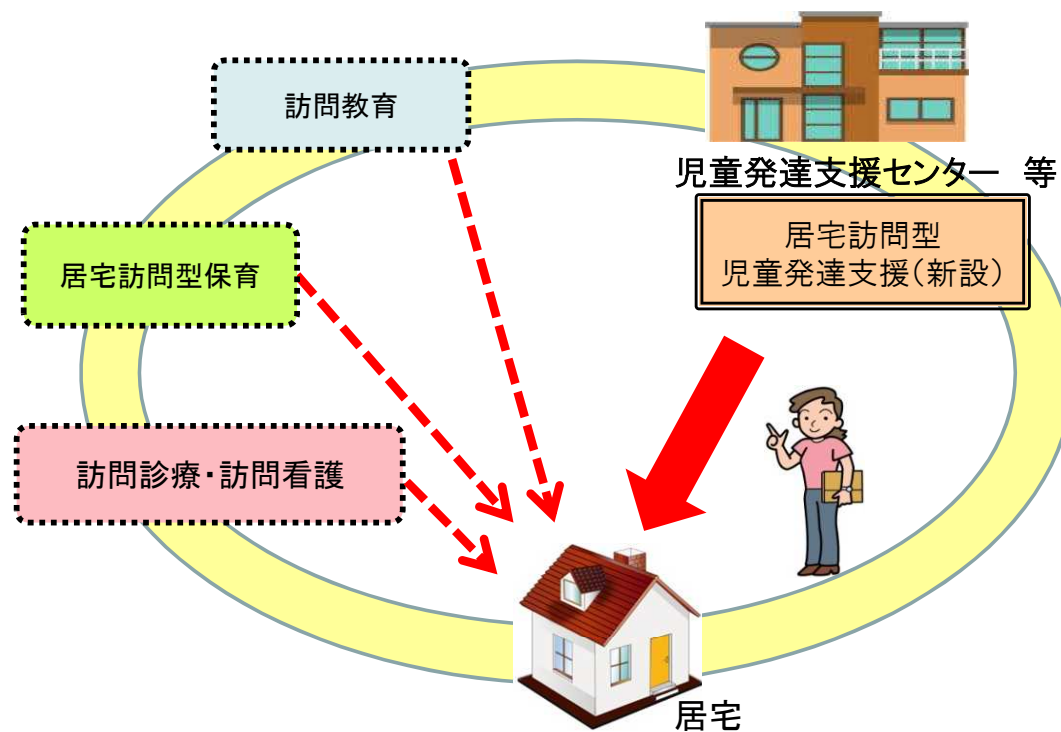 訪問教育
児童発達支援センター　等
居宅訪問型
児童発達支援（新設）
居宅訪問型保育
訪問診療・訪問看護
居宅